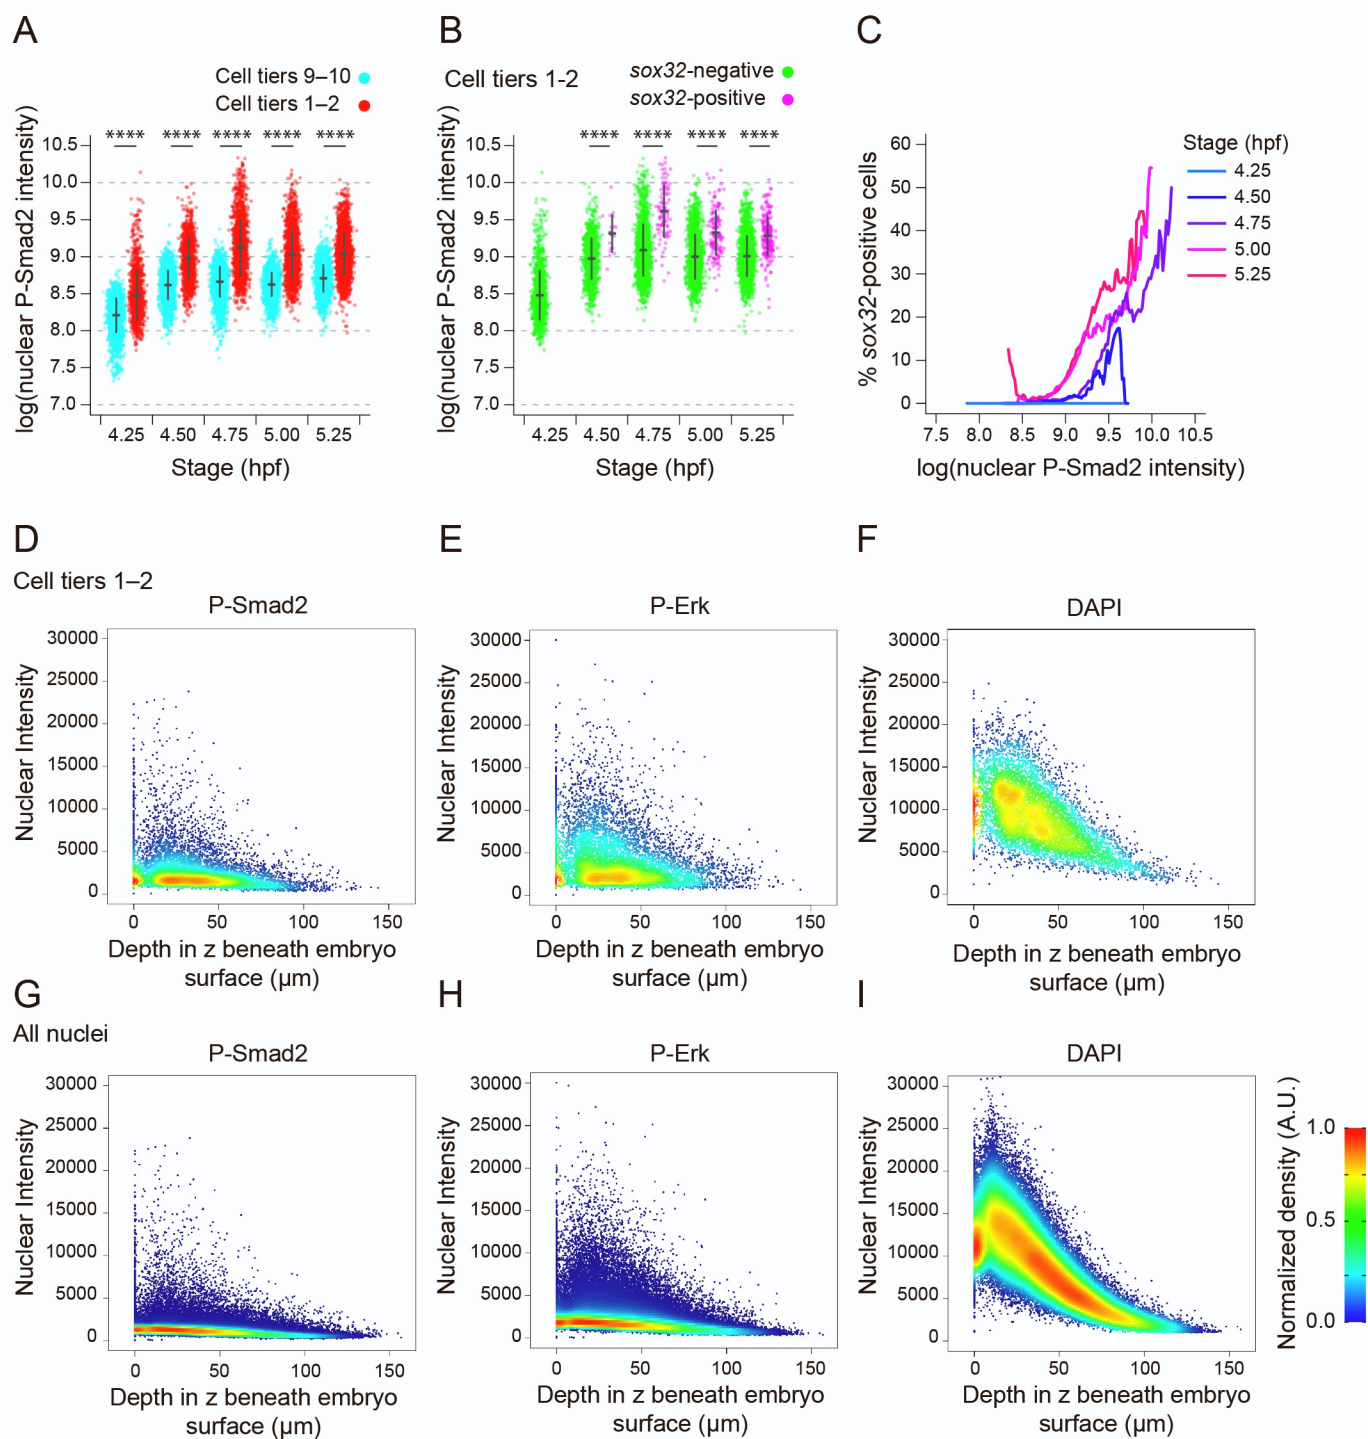 A
Cell tiers 9–10
Cell tiers 1–2
**** **** **** **** ****
log(nuclear P-Smad2 intensity)
10.5
10.0
9.5
9.0
8.5
8.0
7.5
7.0
4.25 4.50 4.75 5.00 5.25
Stage (hpf)
B
Cell tiers 1-2
sox32-negative
sox32-positive
**** **** **** ****
log(nuclear P-Smad2 intensity)
10.5
10.0
9.5
9.0
8.5
8.0
7.5
7.0
4.25 4.50 4.75 5.00 5.25
Stage (hpf)
C
% sox32-positive cells
60
50
40
30
20
10
0
7.5 8.0 8.5 9.0 9.5 10.0 10.5
log(nuclear P-Smad2 intensity)
Stage (hpf)
4.25
4.50
4.75
5.00
5.25
D
Cell tiers 1–2
P-Smad2
Nuclear Intensity
30000
25000
20000
15000
10000
5000
0
0 50 100 150
Depth in z beneath embryo
surface (µm)
E
P-Erk
Nuclear Intensity
30000
25000
20000
15000
10000
5000
0
0 50 100 150
Depth in z beneath embryo
surface (µm)
F
DAPI
Nuclear Intensity
30000
25000
20000
15000
10000
5000
0
0 50 100 150
Depth in z beneath embryo
surface (µm)
G
All nuclei
P-Smad2
Nuclear Intensity
30000
25000
20000
15000
10000
5000
0
0 50 100 150
Depth in z beneath embryo
surface (µm)
H
P-Erk
Nuclear Intensity
30000
25000
20000
15000
10000
5000
0
0 50 100 150
Depth in z beneath embryo
surface (µm)
I
DAPI
Nuclear Intensity
30000
25000
20000
15000
10000
5000
0
0 50 100 150
Depth in z beneath embryo
surface (µm)
Normalized density (A.U.)
1.0
0.5
0.0